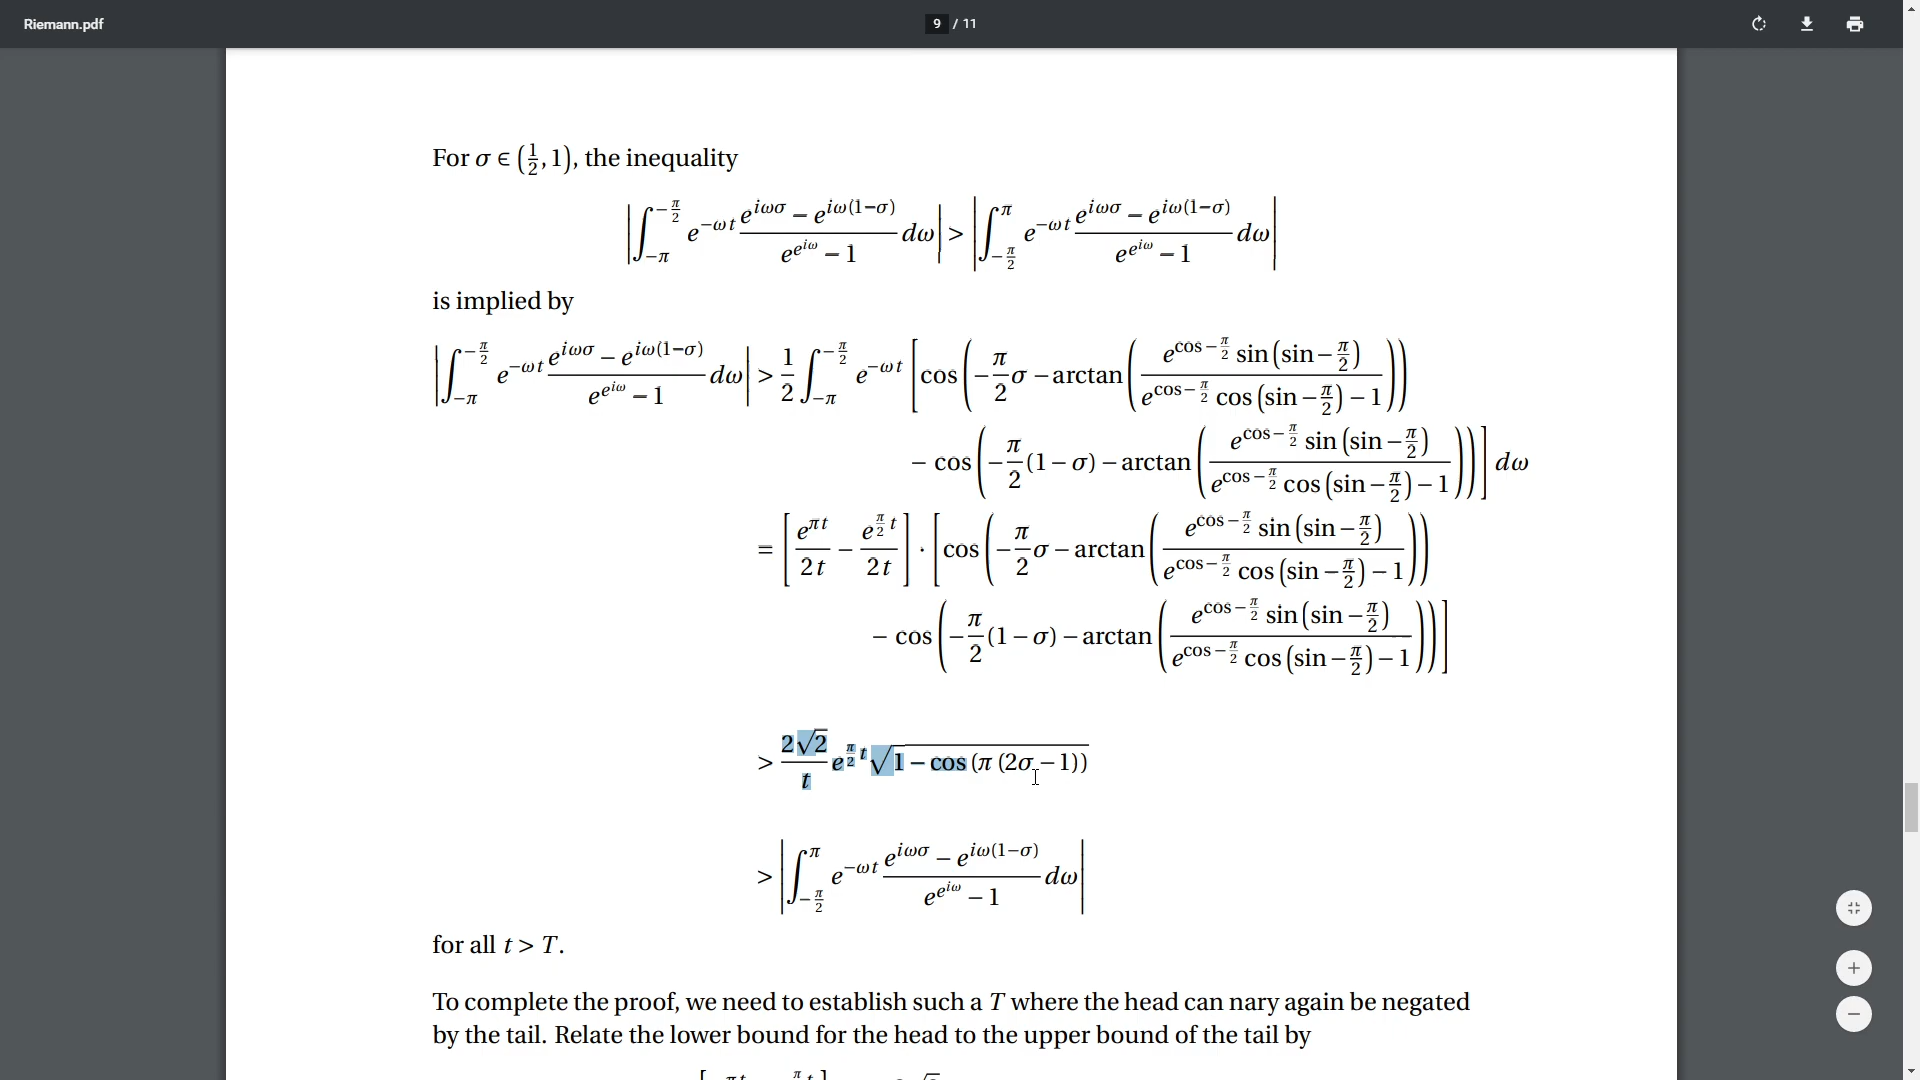 Riemann.pdf
9 / 11
For σ ∈ (1/2, 1), the inequality
|∫_{-π}^{-π/2} e^{-ωt} (e^{iωσ} − e^{iω(1−σ)})/(e^{e^{iω}} − 1) dω| > |∫_{-π/2}^{π} e^{-ωt} (e^{iωσ} − e^{iω(1−σ)})/(e^{e^{iω}} − 1) dω|
is implied by
|∫_{-π}^{-π/2} e^{-ωt} (e^{iωσ} − e^{iω(1−σ)})/(e^{e^{iω}} − 1) dω| > 1/2 ∫_{-π}^{-π/2} e^{-ωt} [cos(−π/2 σ − arctan((e^{cos −π/2} sin(sin −π/2))/(e^{cos −π/2} cos(sin −π/2) − 1)))
− cos(−π/2 (1 − σ) − arctan((e^{cos −π/2} sin(sin −π/2))/(e^{cos −π/2} cos(sin −π/2) − 1)))] dω
= [e^{πt}/2t − e^{π/2 t}/2t] · [cos(−π/2 σ − arctan((e^{cos −π/2} sin(sin −π/2))/(e^{cos −π/2} cos(sin −π/2) − 1)))
− cos(−π/2 (1 − σ) − arctan((e^{cos −π/2} sin(sin −π/2))/(e^{cos −π/2} cos(sin −π/2) − 1)))]
> 2√2/t e^{π/2 t} √(1 − cos(π(2σ − 1)))
> |∫_{-π/2}^{π} e^{-ωt} (e^{iωσ} − e^{iω(1−σ)})/(e^{e^{iω}} − 1) dω|
for all t > T.
To complete the proof, we need to establish such a T where the head can nary again be negated
by the tail. Relate the lower bound for the head to the upper bound of the tail by